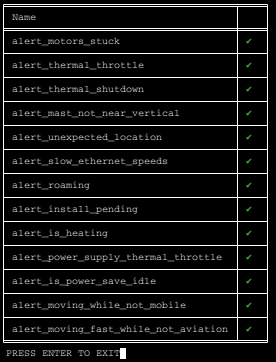 Name
alert_motors_stuck ✔
alert_thermal_throttle ✔
alert_thermal_shutdown ✔
alert_mast_not_near_vertical ✔
alert_unexpected_location ✔
alert_slow_ethernet_speeds ✔
alert_roaming ✔
alert_install_pending ✔
alert_is_heating ✔
alert_power_supply_thermal_throttle ✔
alert_is_power_save_idle ✔
alert_moving_while_not_mobile ✔
alert_moving_fast_while_not_aviation ✔
PRESS ENTER TO EXIT